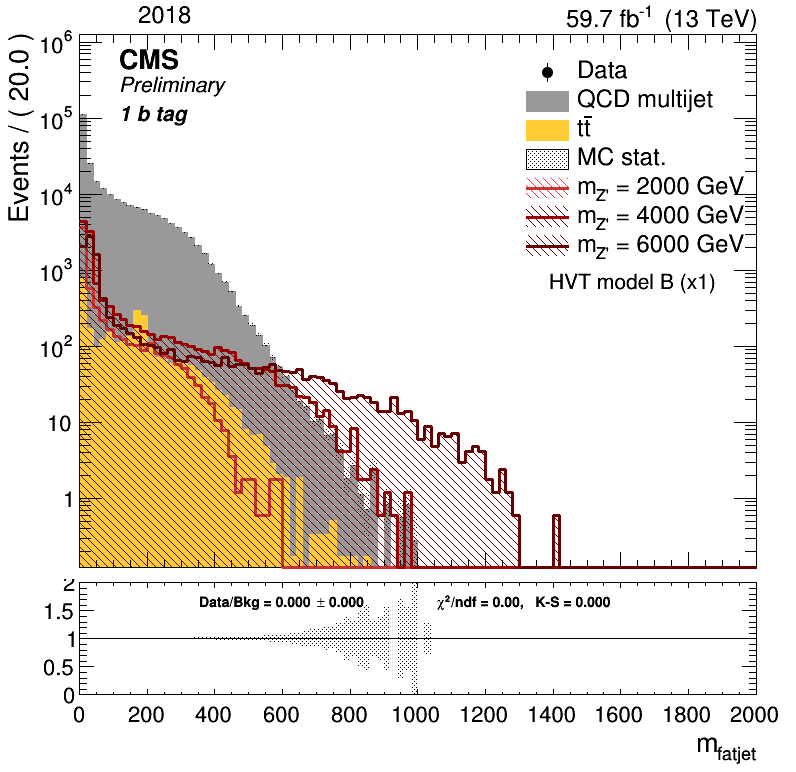 2018
59.7 fb⁻¹ (13 TeV)
CMS
Preliminary
1 b tag
Data
QCD multijet
tt̄
MC stat.
m_Z' = 2000 GeV
m_Z' = 4000 GeV
m_Z' = 6000 GeV
HVT model B (x1)
Events / ( 20.0 )
10⁶
10⁵
10⁴
10³
10²
10
1
Data/Bkg = 0.000 ± 0.000
χ²/ndf = 0.00, K-S = 0.000
2
1.5
1
0.5
0
0 200 400 600 800 1000 1200 1400 1600 1800 2000
m_fatjet